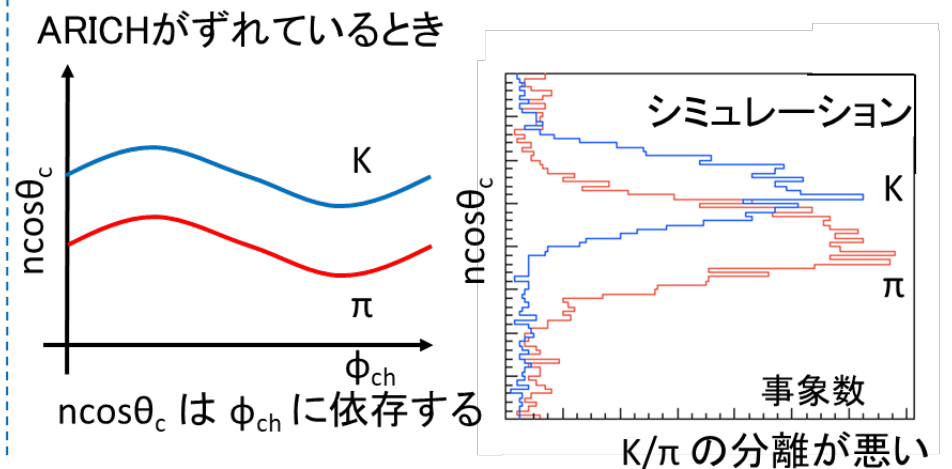 ARICHがずれているとき
ncosθc
K
π
ϕch
ncosθc は ϕch に依存する
シミュレーション
ncosθc
K
π
事象数
K/π の分離が悪い